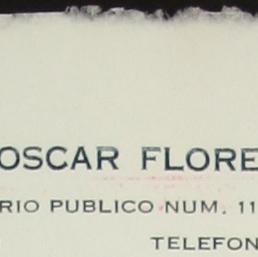 OSCAR FLORE
RIO PUBLICO NUM. 11
TELEFON